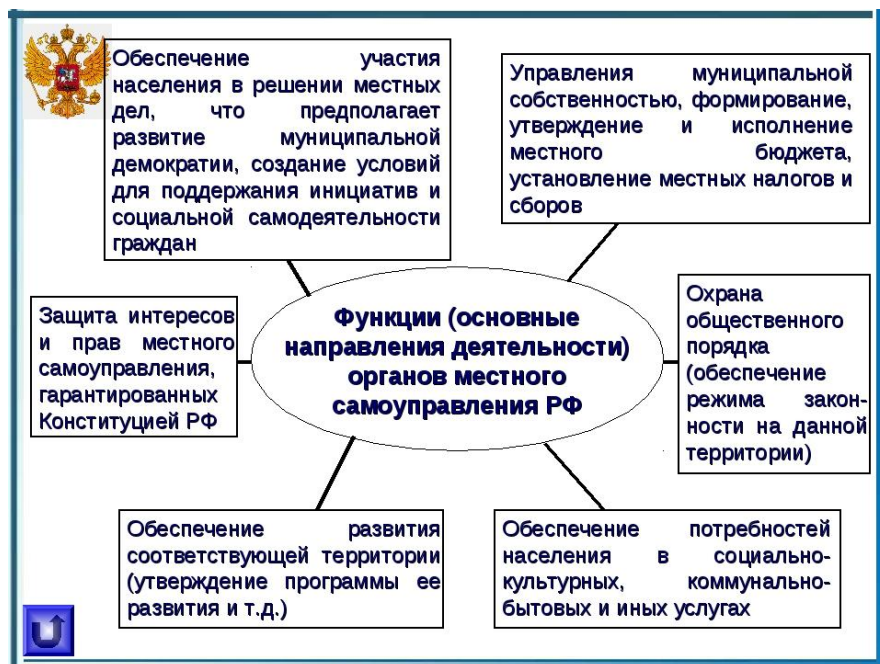 Обеспечение участия
населения в решении местных
дел, что предполагает
развитие муниципальной
демократии, создание условий
для поддержания инициатив и
социальной самодеятельности
граждан
Управления муниципальной
собственностью, формирование,
утверждение и исполнение
местного бюджета,
установление местных налогов и
сборов
Защита интересов
и прав местного
самоуправления,
гарантированных
Конституцией РФ
Функции (основные
направления деятельности)
органов местного
самоуправления РФ
Охрана
общественного
порядка
(обеспечение
режима закон-
ности на данной
территории)
Обеспечение развития
соответствующей территории
(утверждение программы ее
развития и т.д.)
Обеспечение потребностей
населения в социально-
культурных, коммунально-
бытовых и иных услугах